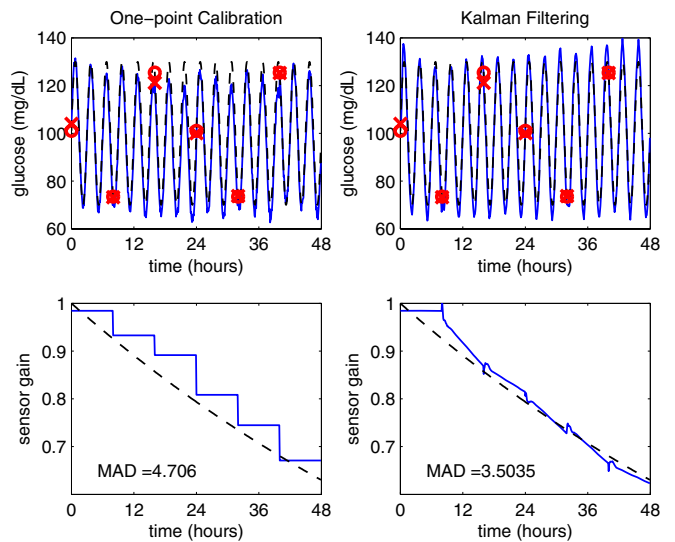 One-point Calibration
Kalman Filtering
glucose (mg/dL)
140
120
100
80
60
0 12 24 36 48
time (hours)
glucose (mg/dL)
140
120
100
80
60
0 12 24 36 48
time (hours)
sensor gain
1
0.9
0.8
0.7
MAD =4.706
0 12 24 36 48
time (hours)
sensor gain
1
0.9
0.8
0.7
MAD =3.5035
0 12 24 36 48
time (hours)